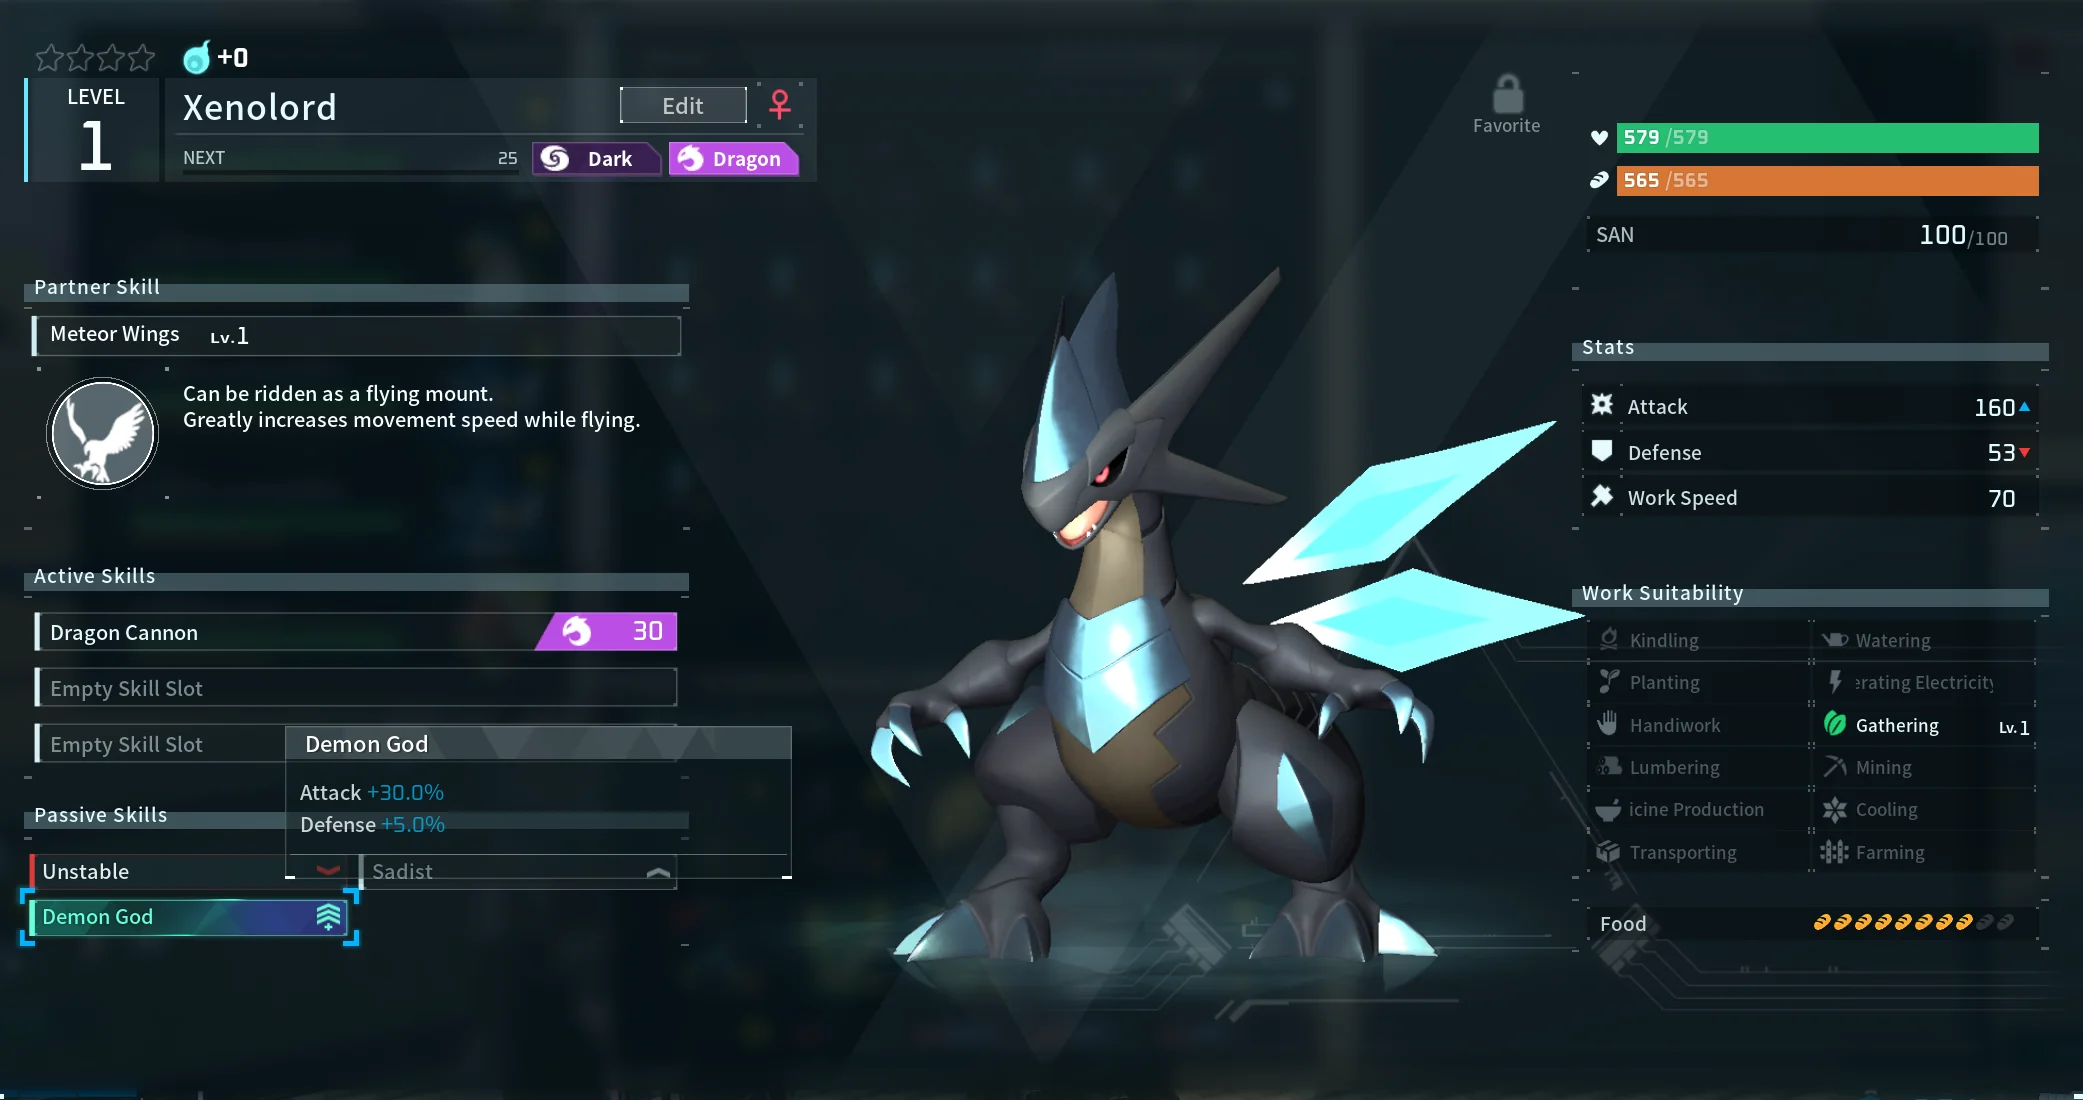 +0
LEVEL
1
Xenolord
Edit
NEXT
25
Dark
Dragon
Favorite
579 /579
565 /565
SAN
100/100
Partner Skill
Meteor Wings Lv.1
Can be ridden as a flying mount.
Greatly increases movement speed while flying.
Stats
Attack 160
Defense 53
Work Speed 70
Active Skills
Dragon Cannon 30
Empty Skill Slot
Empty Skill Slot
Demon God
Attack +30.0%
Defense +5.0%
Passive Skills
Unstable
Sadist
Demon God
Work Suitability
Kindling
Watering
Planting
erating Electricity
Handiwork
Gathering Lv.1
Lumbering
Mining
icine Production
Cooling
Transporting
Farming
Food